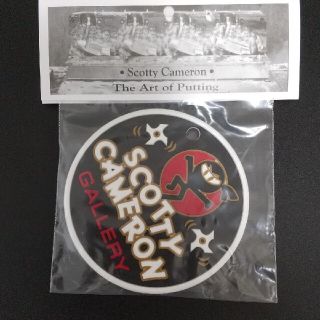 • Scotty Cameron •
The Art of Putting
SCOTTY
CAMERON
GALLERY